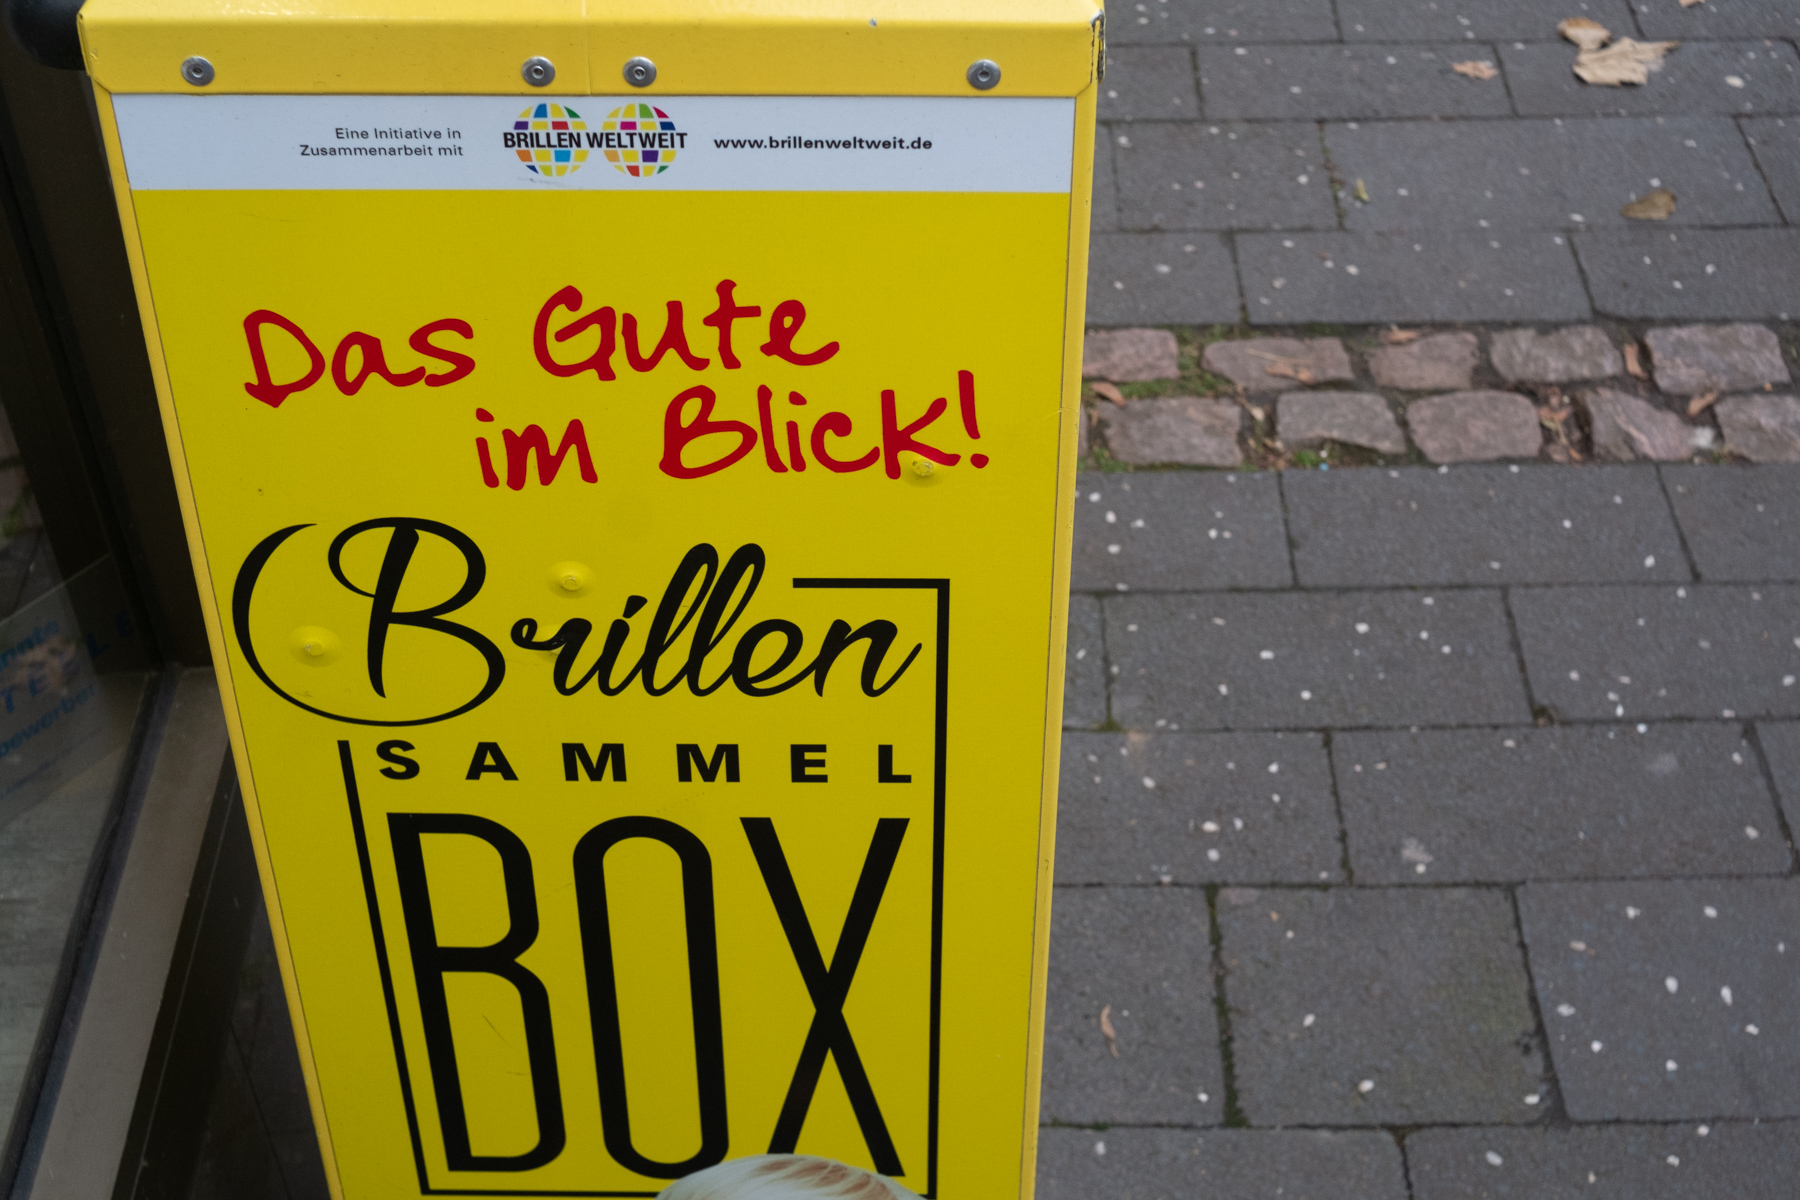 Eine Initiative in
Zusammenarbeit mit
BRILLEN WELTWEIT
www.brillenweltweit.de
Das Gute
im Blick!
Brillen
SAMMEL
BOX